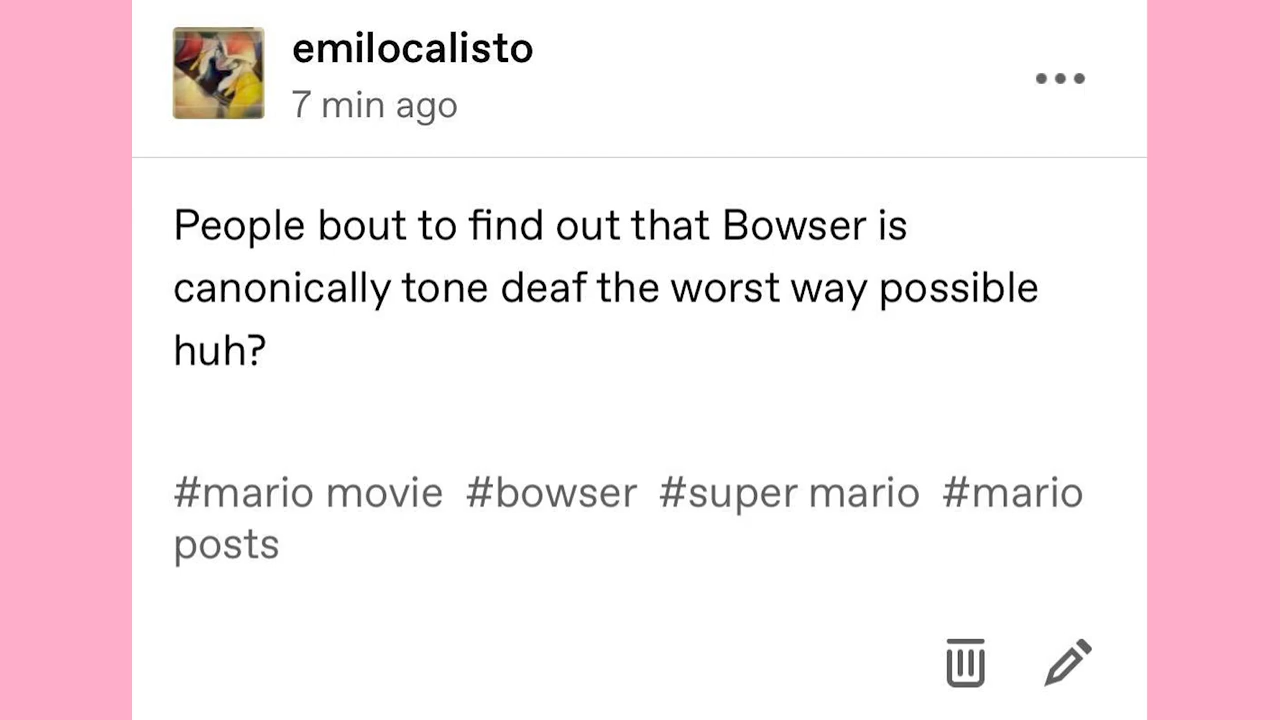 emilocalisto
7 min ago
People bout to find out that Bowser is
canonically tone deaf the worst way possible
huh?
#mario movie #bowser #super mario #mario
posts